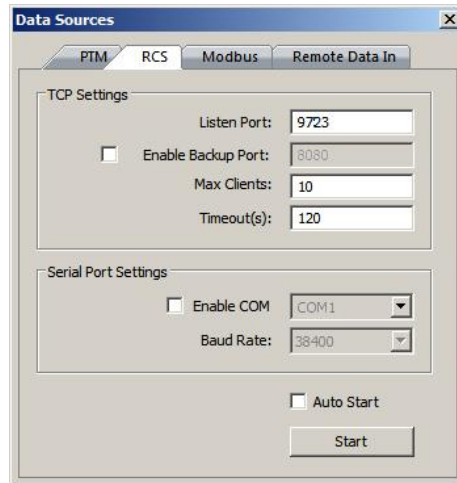 Data Sources
PTM RCS Modbus Remote Data In
TCP Settings
Listen Port: 9723
Enable Backup Port: 8080
Max Clients: 10
Timeout(s): 120
Serial Port Settings
Enable COM COM1
Baud Rate: 38400
Auto Start
Start